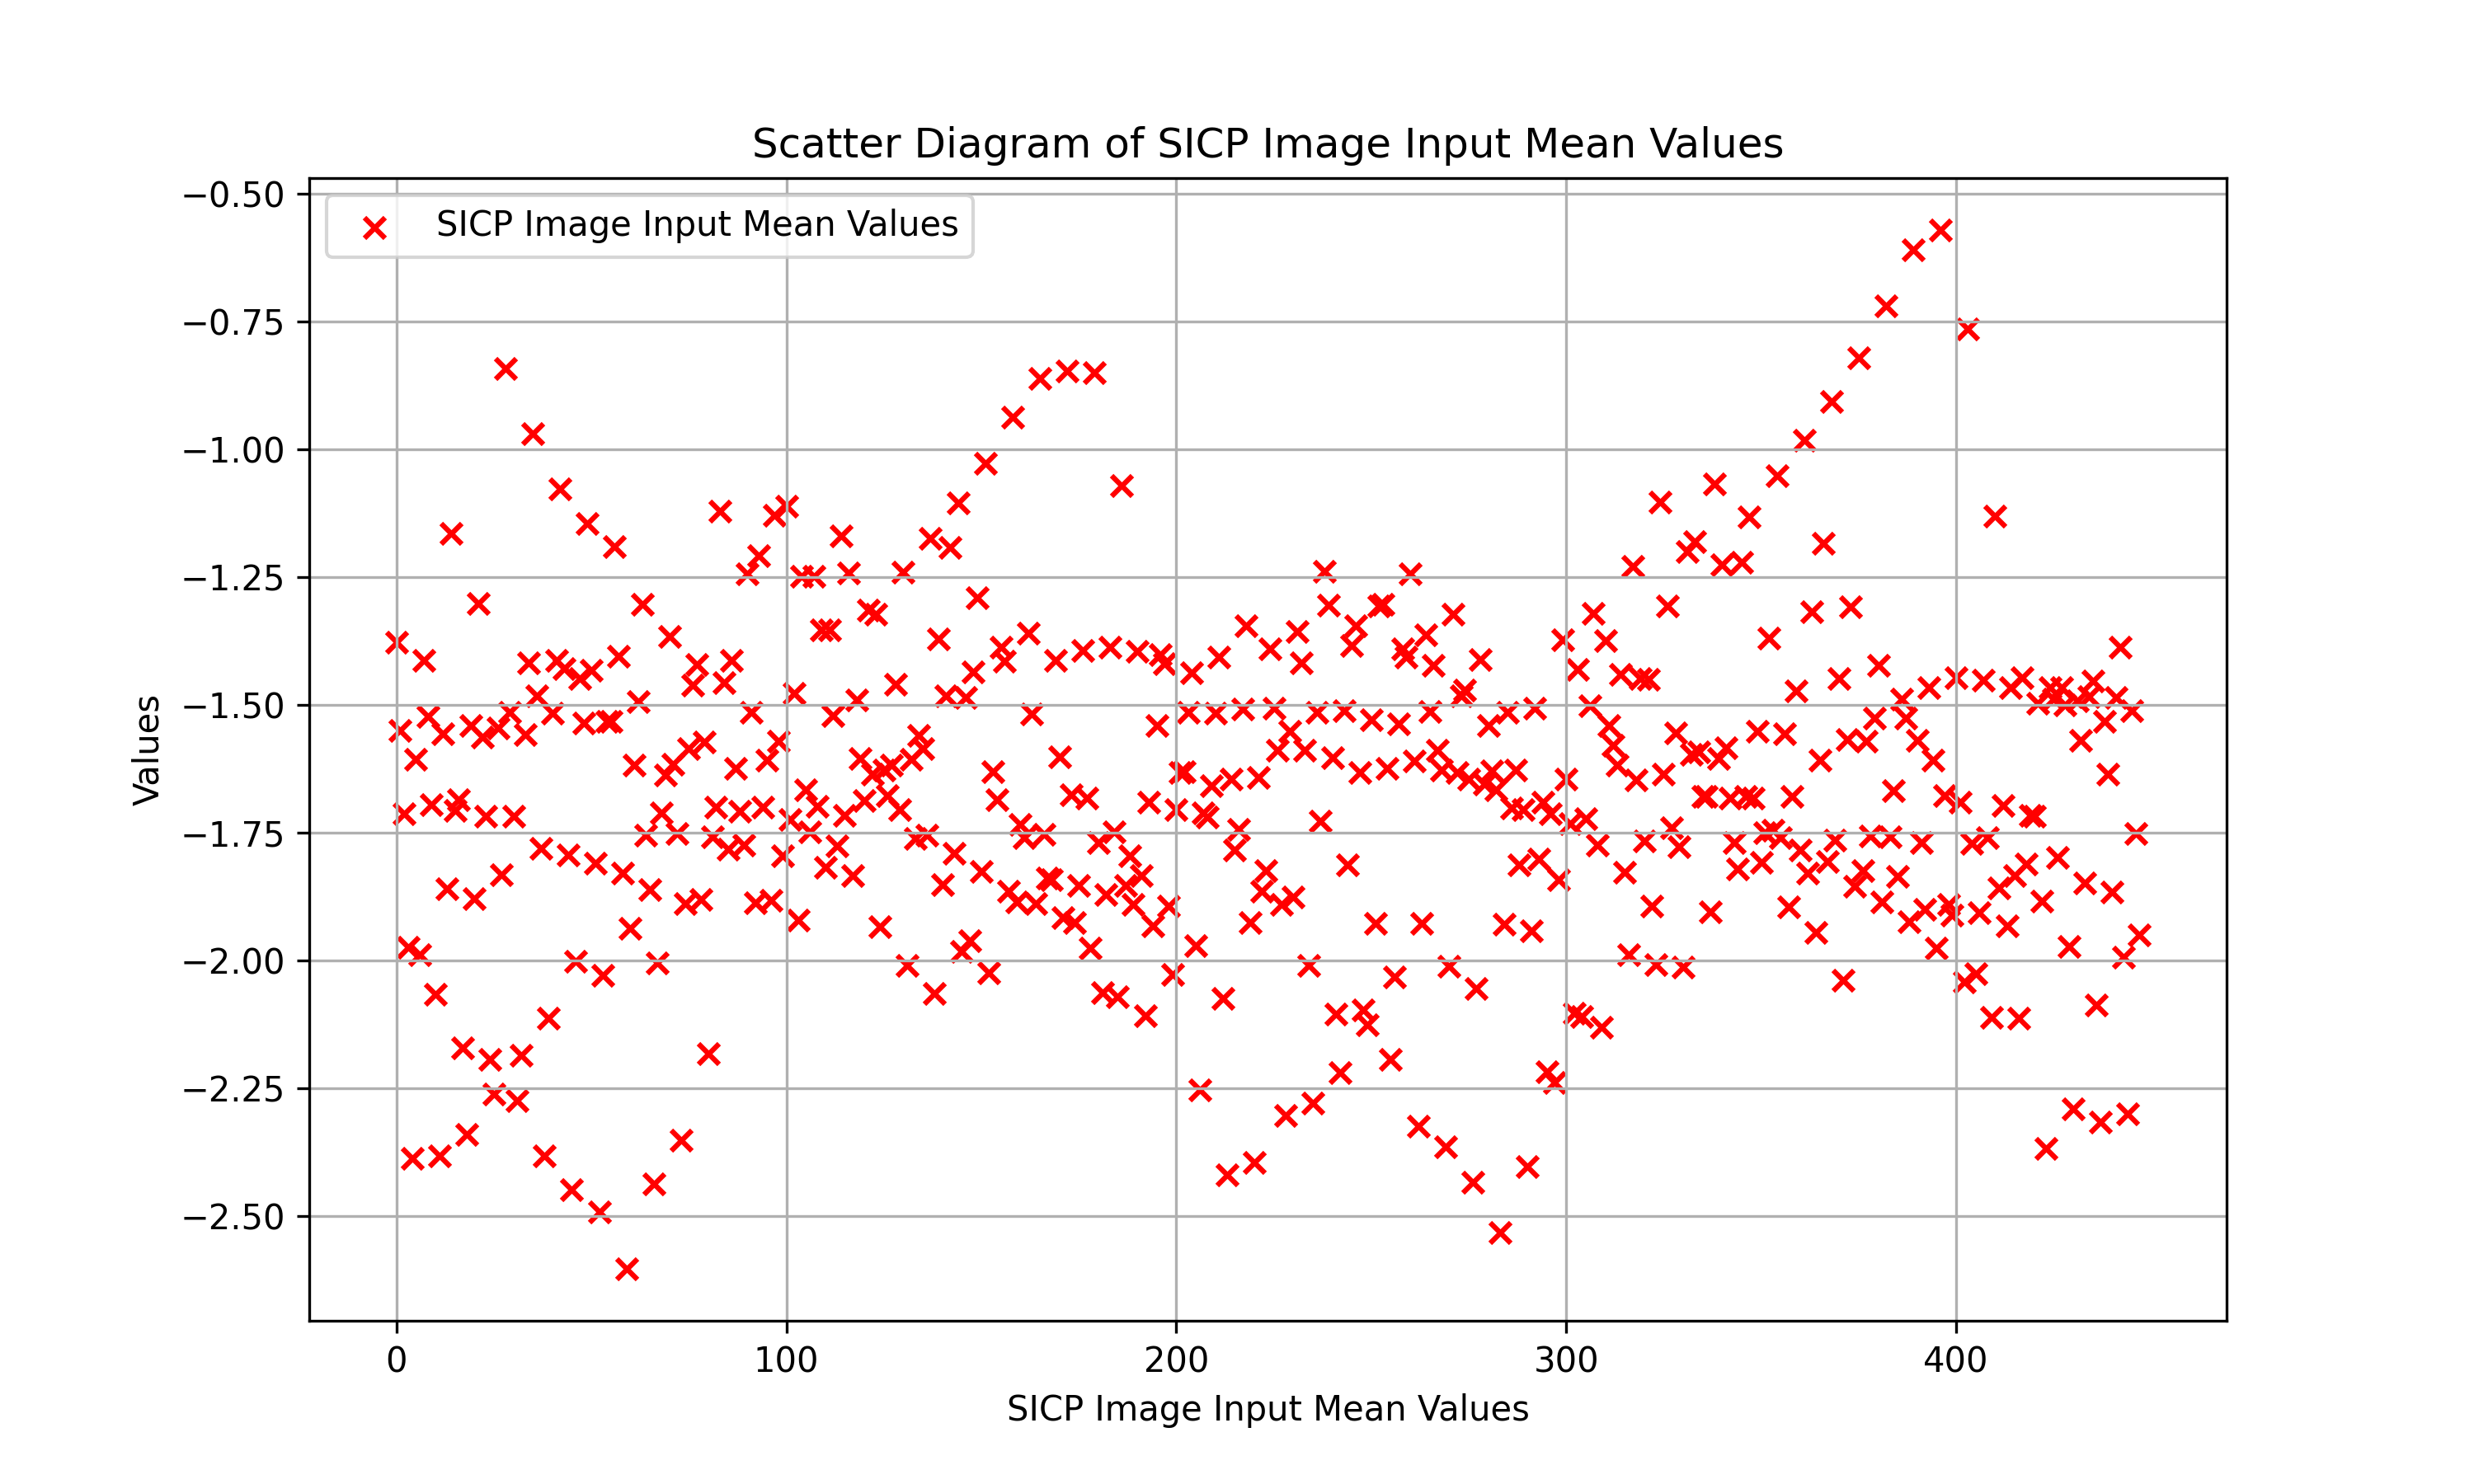 Scatter Diagram of SICP Image Input Mean Values
SICP Image Input Mean Values
−0.50
−0.75
−1.00
−1.25
−1.50
−1.75
−2.00
−2.25
−2.50
Values
0 100 200 300 400
SICP Image Input Mean Values